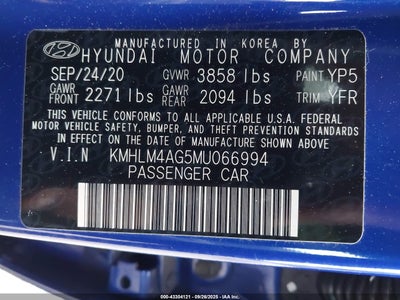 MANUFACTURED IN KOREA BY
HYUNDAI MOTOR COMPANY
SEP/24/20 GVWR 3858 lbs PAINT YP5
GAWR FRONT 2271 lbs GAWR REAR 2094 lbs TRIM YFR
THIS VEHICLE CONFORMS TO ALL APPLICABLE U.S.A. FEDERAL
MOTOR VEHICLE SAFETY, BUMPER, AND THEFT PREVENTION STANDARDS
IN EFFECT ON THE DATE OF MANUFACTURE SHOWN ABOVE.
V.I.N KMHLM4AG5MU066994
PASSENGER CAR
000-43304121 - 09/26/2025 - IAA Inc.